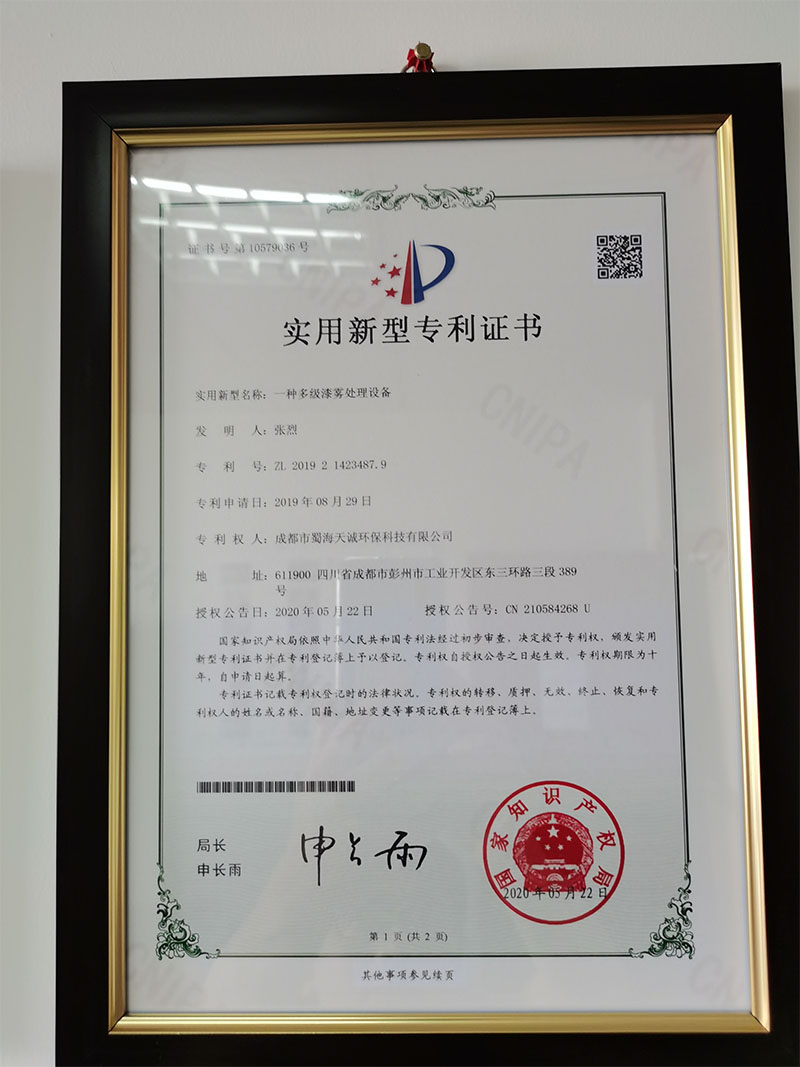 证书号第10579036号
实用新型专利证书
实用新型名称：一种多级漆雾处理设备
发 明 人：张烈
专 利 号：ZL 2019 2 1423487.9
专利申请日：2019年08月29日
专 利 权 人：成都市蜀海天诚环保科技有限公司
地 址：611900 四川省成都市彭州市工业开发区东三环路三段389
号
授权公告日：2020年05月22日 授权公告号：CN 210584268 U
国家知识产权局依照中华人民共和国专利法经过初步审查，决定授予专利权，颁发实用
新型专利证书并在专利登记簿上予以登记。专利权自授权公告之日起生效。专利权期限为十
年，自申请日起算。
专利证书记载专利权登记时的法律状况。专利权的转移、质押、无效、终止、恢复和专
利权人的姓名或名称、国籍、地址变更等事项记载在专利登记簿上。
局长
申长雨
申长雨
国家知识产权局
2020年05月22日
第 1 页 (共 2 页)
其他事项参见续页
CNIPA
CNIPA
CNIPA